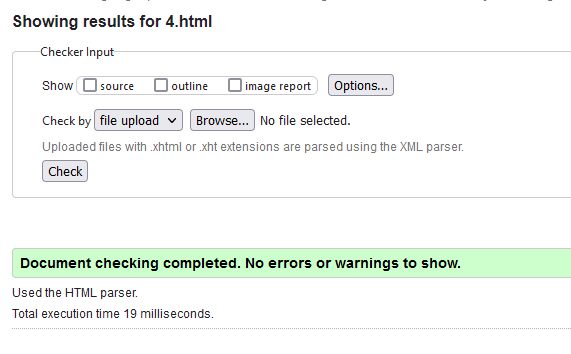 Showing results for 4.html
Checker Input
Show source outline image report Options...
Check by file upload Browse... No file selected.
Uploaded files with .xhtml or .xht extensions are parsed using the XML parser.
Check
Document checking completed. No errors or warnings to show.
Used the HTML parser.
Total execution time 19 milliseconds.